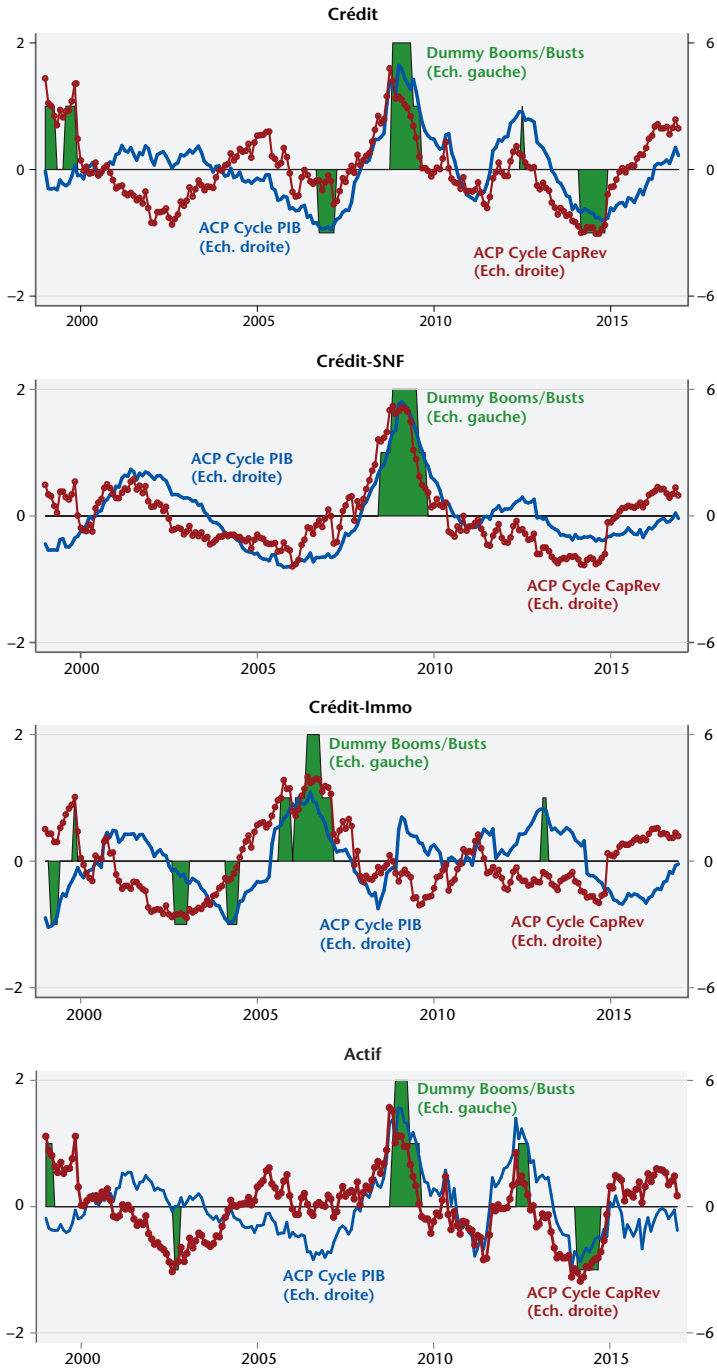 Crédit
2
6
Dummy Booms/Busts
(Ech. gauche)
0
0
ACP Cycle PIB
(Ech. droite)
ACP Cycle CapRev
(Ech. droite)
−2
−6
2000
2005
2010
2015
Crédit-SNF
2
6
Dummy Booms/Busts
(Ech. gauche)
ACP Cycle PIB
(Ech. droite)
0
0
ACP Cycle CapRev
(Ech. droite)
−2
−6
2000
2005
2010
2015
Crédit-Immo
2
6
Dummy Booms/Busts
(Ech. gauche)
0
0
ACP Cycle PIB
(Ech. droite)
ACP Cycle CapRev
(Ech. droite)
−2
−6
2000
2005
2010
2015
Actif
2
6
Dummy Booms/Busts
(Ech. gauche)
0
0
ACP Cycle PIB
(Ech. droite)
ACP Cycle CapRev
(Ech. droite)
−2
−6
2000
2005
2010
2015